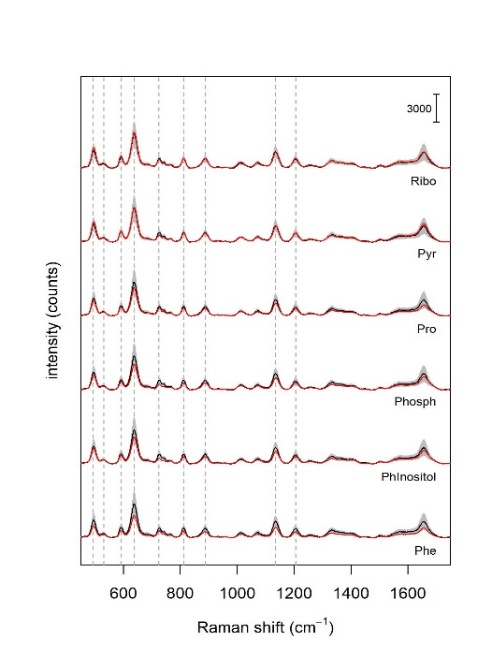 3000
Ribo
Pyr
Pro
Phosph
PhInositol
Phe
intensity (counts)
600 800 1000 1200 1400 1600
Raman shift (cm⁻¹)